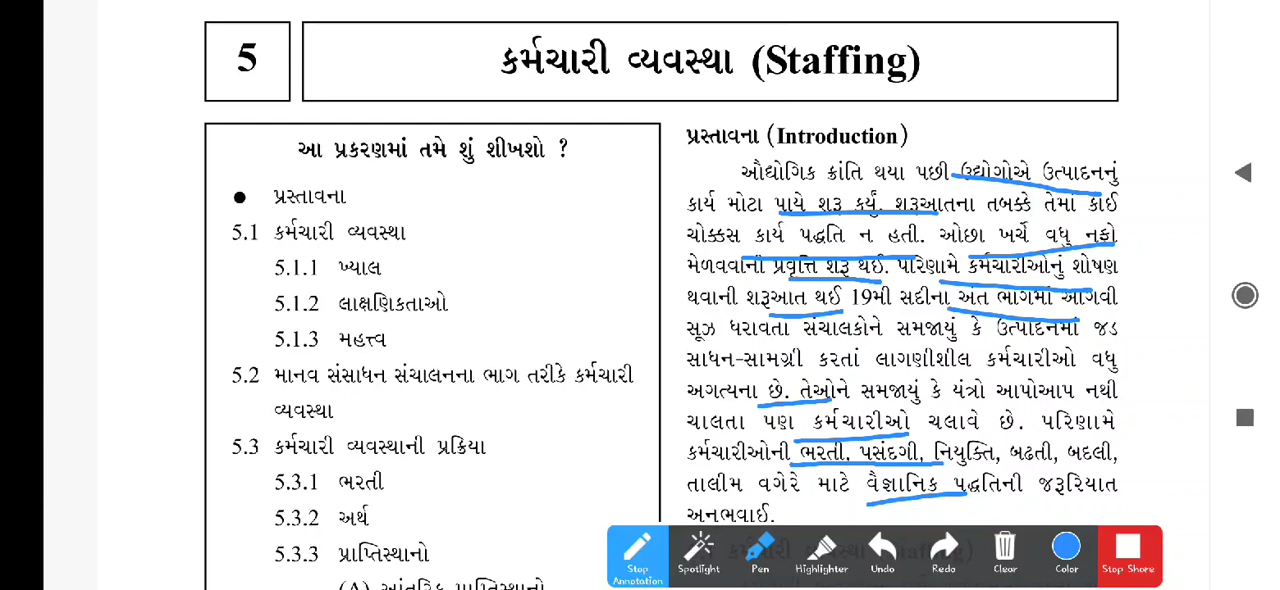 5
કર્મચારી વ્યવસ્થા (Staffing)
આ પ્રકરણમાં તમે શું શીખશો ?
● પ્રસ્તાવના
5.1 કર્મચારી વ્યવસ્થા
5.1.1 ખ્યાલ
5.1.2 લાક્ષણિકતાઓ
5.1.3 મહત્ત્વ
5.2 માનવ સંસાધન સંચાલનના ભાગ તરીકે કર્મચારી
વ્યવસ્થા
5.3 કર્મચારી વ્યવસ્થાની પ્રક્રિયા
5.3.1 ભરતી
5.3.2 અર્થ
5.3.3 પ્રાપ્તિસ્થાનો
(A) આંતરિક પ્રાપ્તિસ્થાનો
પ્રસ્તાવના (Introduction)
ઔદ્યોગિક ક્રાંતિ થયા પછી ઉદ્યોગોએ ઉત્પાદનનું
કાર્ય મોટા પાયે શરૂ કર્યું. શરૂઆતના તબક્કે તેમાં કોઈ
ચોક્કસ કાર્ય પદ્ધતિ ન હતી. ઓછા ખર્ચે વધુ નફો
મેળવવાની પ્રવૃત્તિ શરૂ થઈ. પરિણામે કર્મચારીઓનું શોષણ
થવાની શરૂઆત થઈ 19મી સદીના અંત ભાગમાં આગવી
સૂઝ ધરાવતા સંચાલકોને સમજાયું કે ઉત્પાદનમાં જડ
સાધન-સામગ્રી કરતાં લાગણીશીલ કર્મચારીઓ વધુ
અગત્યના છે. તેઓને સમજાયું કે યંત્રો આપોઆપ નથી
ચાલતા પણ કર્મચારીઓ ચલાવે છે. પરિણામે
કર્મચારીઓની ભરતી, પસંદગી, નિયુક્તિ, બઢતી, બદલી,
તાલીમ વગેરે માટે વૈજ્ઞાનિક પદ્ધતિની જરૂરિયાત
અનુભવાઈ.
Stop Annotation
Spotlight
Pen
Highlighter
Undo
Redo
Clear
Color
Stop Share